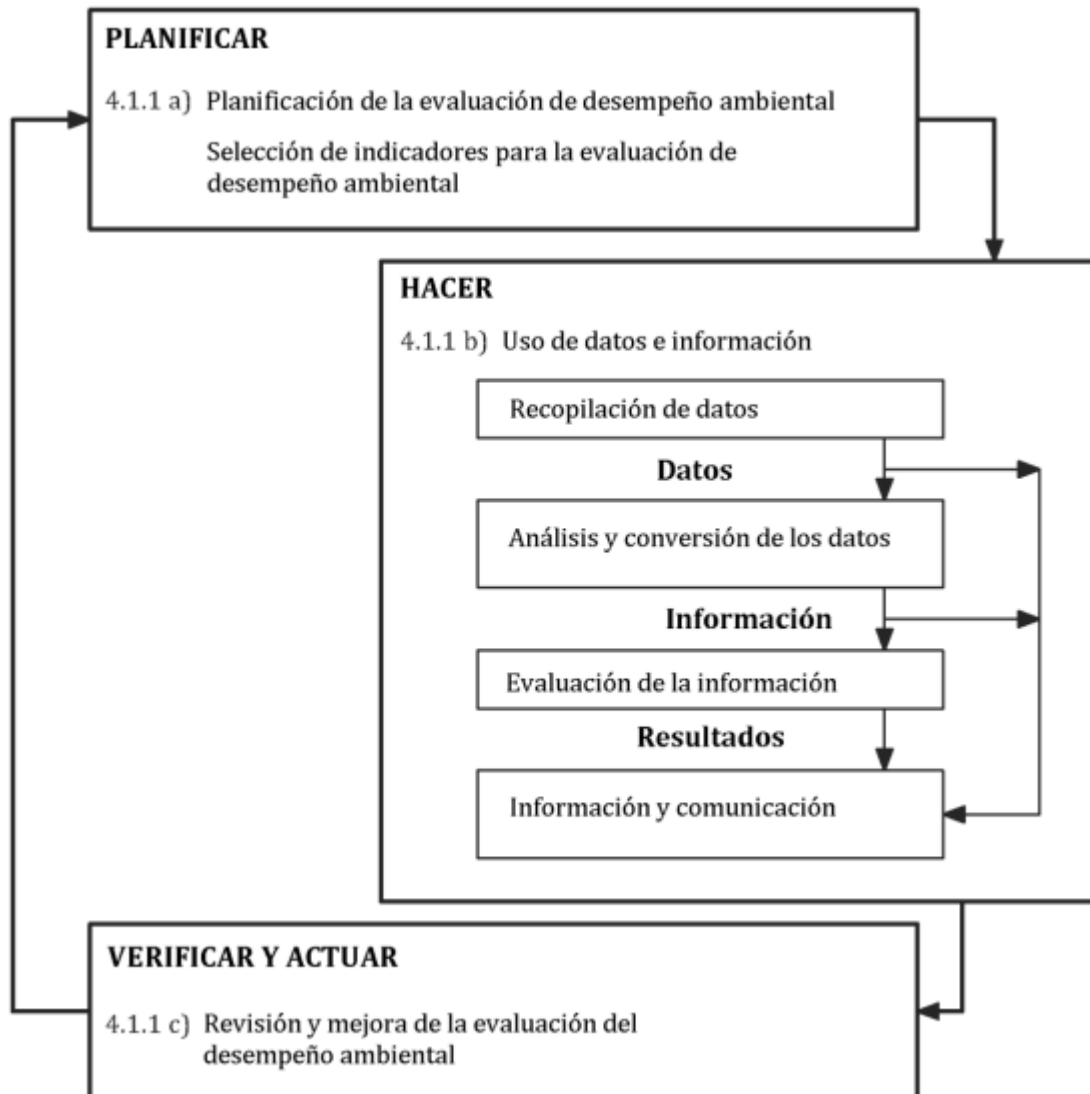 PLANIFICAR
4.1.1 a) Planificación de la evaluación de desempeño ambiental
Selección de indicadores para la evaluación de
desempeño ambiental
HACER
4.1.1 b) Uso de datos e información
Recopilación de datos
Datos
Análisis y conversión de los datos
Información
Evaluación de la información
Resultados
Información y comunicación
VERIFICAR Y ACTUAR
4.1.1 c) Revisión y mejora de la evaluación del
desempeño ambiental